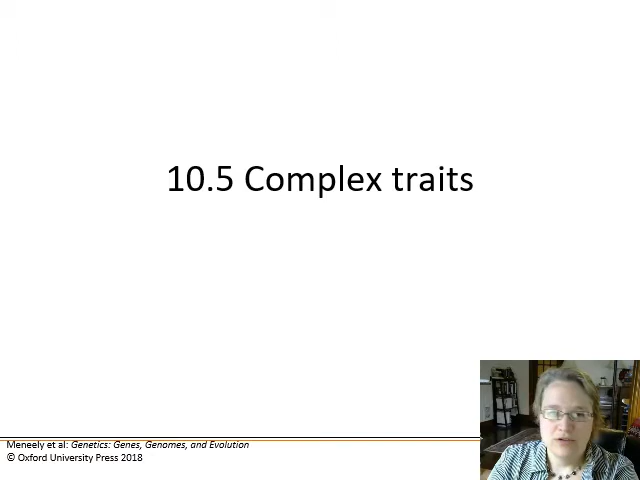 10.5 Complex traits
Meneely et al: Genetics: Genes, Genomes, and Evolution
© Oxford University Press 2018